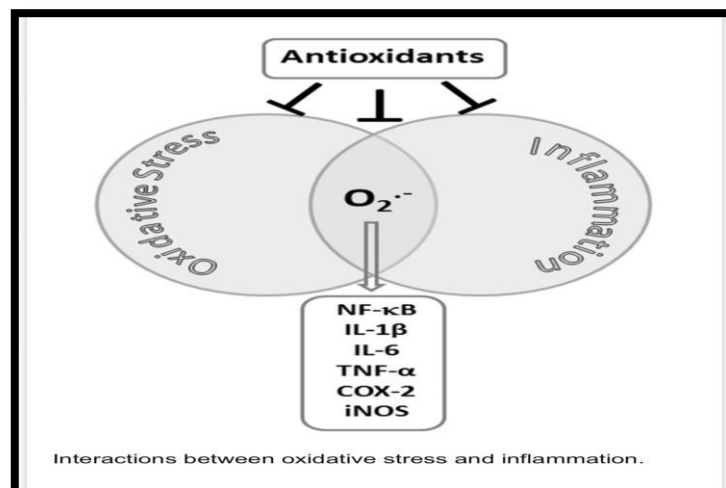 Antioxidants
Oxidative Stress
Inflammation
O₂·-
NF-κB
IL-1β
IL-6
TNF-α
COX-2
iNOS
Interactions between oxidative stress and inflammation.